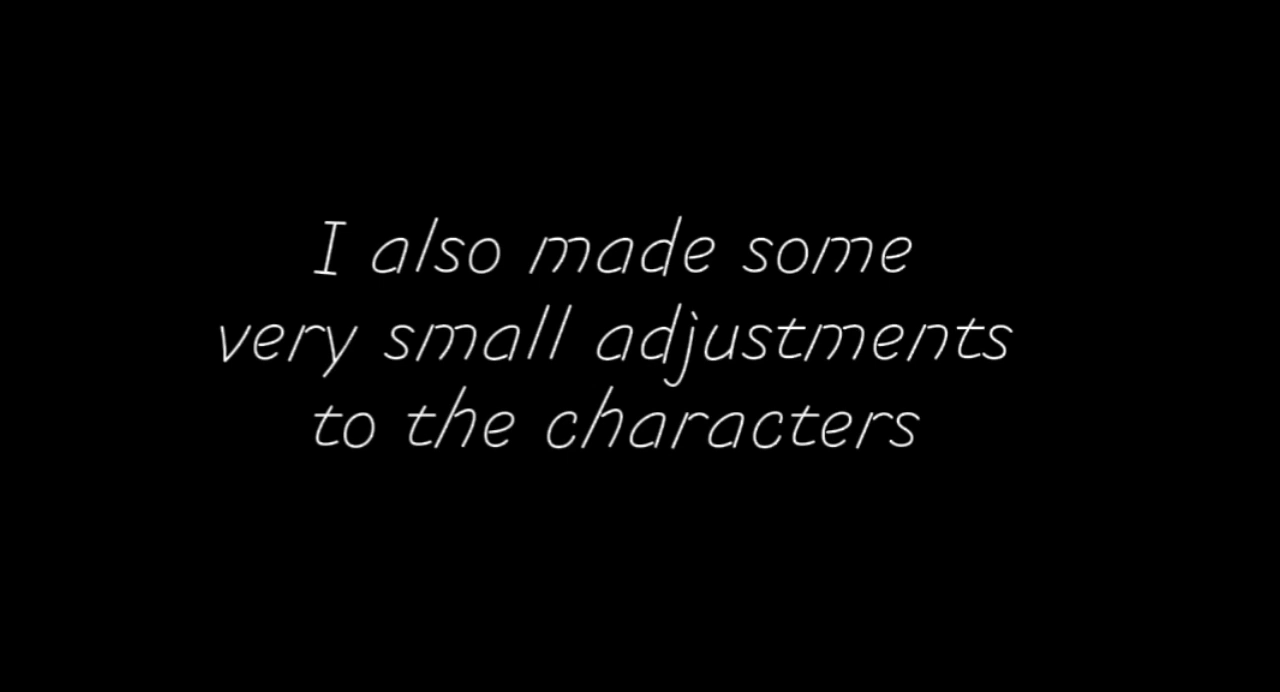 I also made some
very small adjustments
to the characters